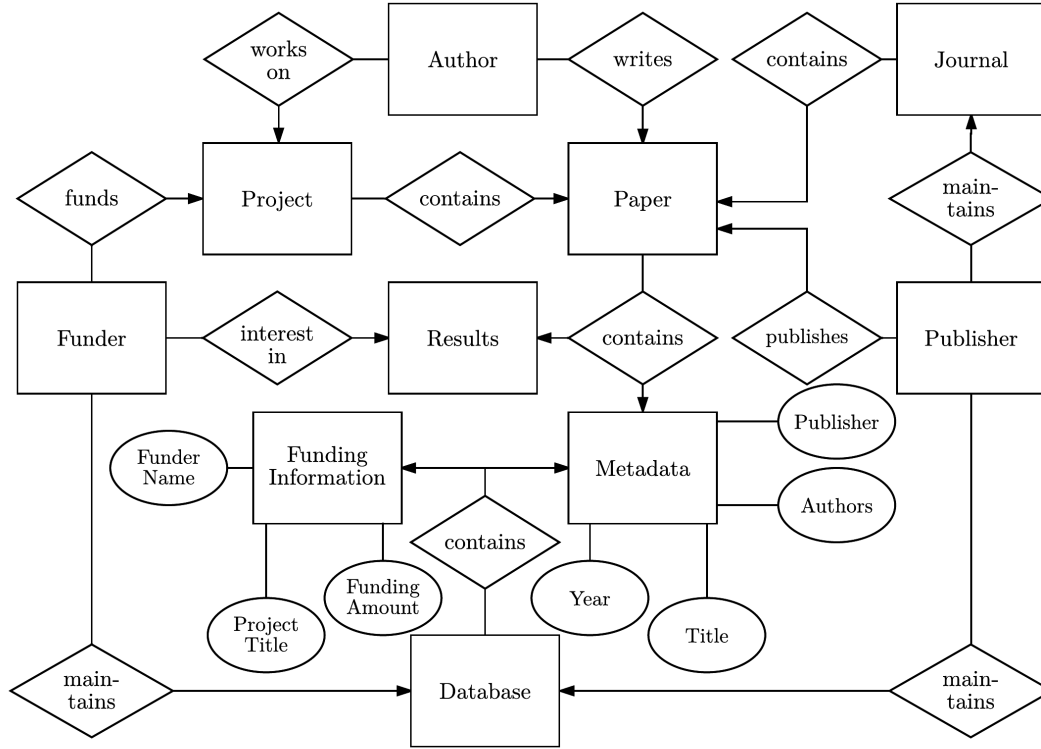 works
on
Author
writes
contains
Journal
funds
Project
contains
Paper
main-
tains
Funder
interest
in
Results
contains
publishes
Publisher
Funder
Name
Funding
Information
Metadada
Publisher
Authors
contains
Project
Title
Funding
Amount
Year
Title
main-
tains
Database
main-
tains